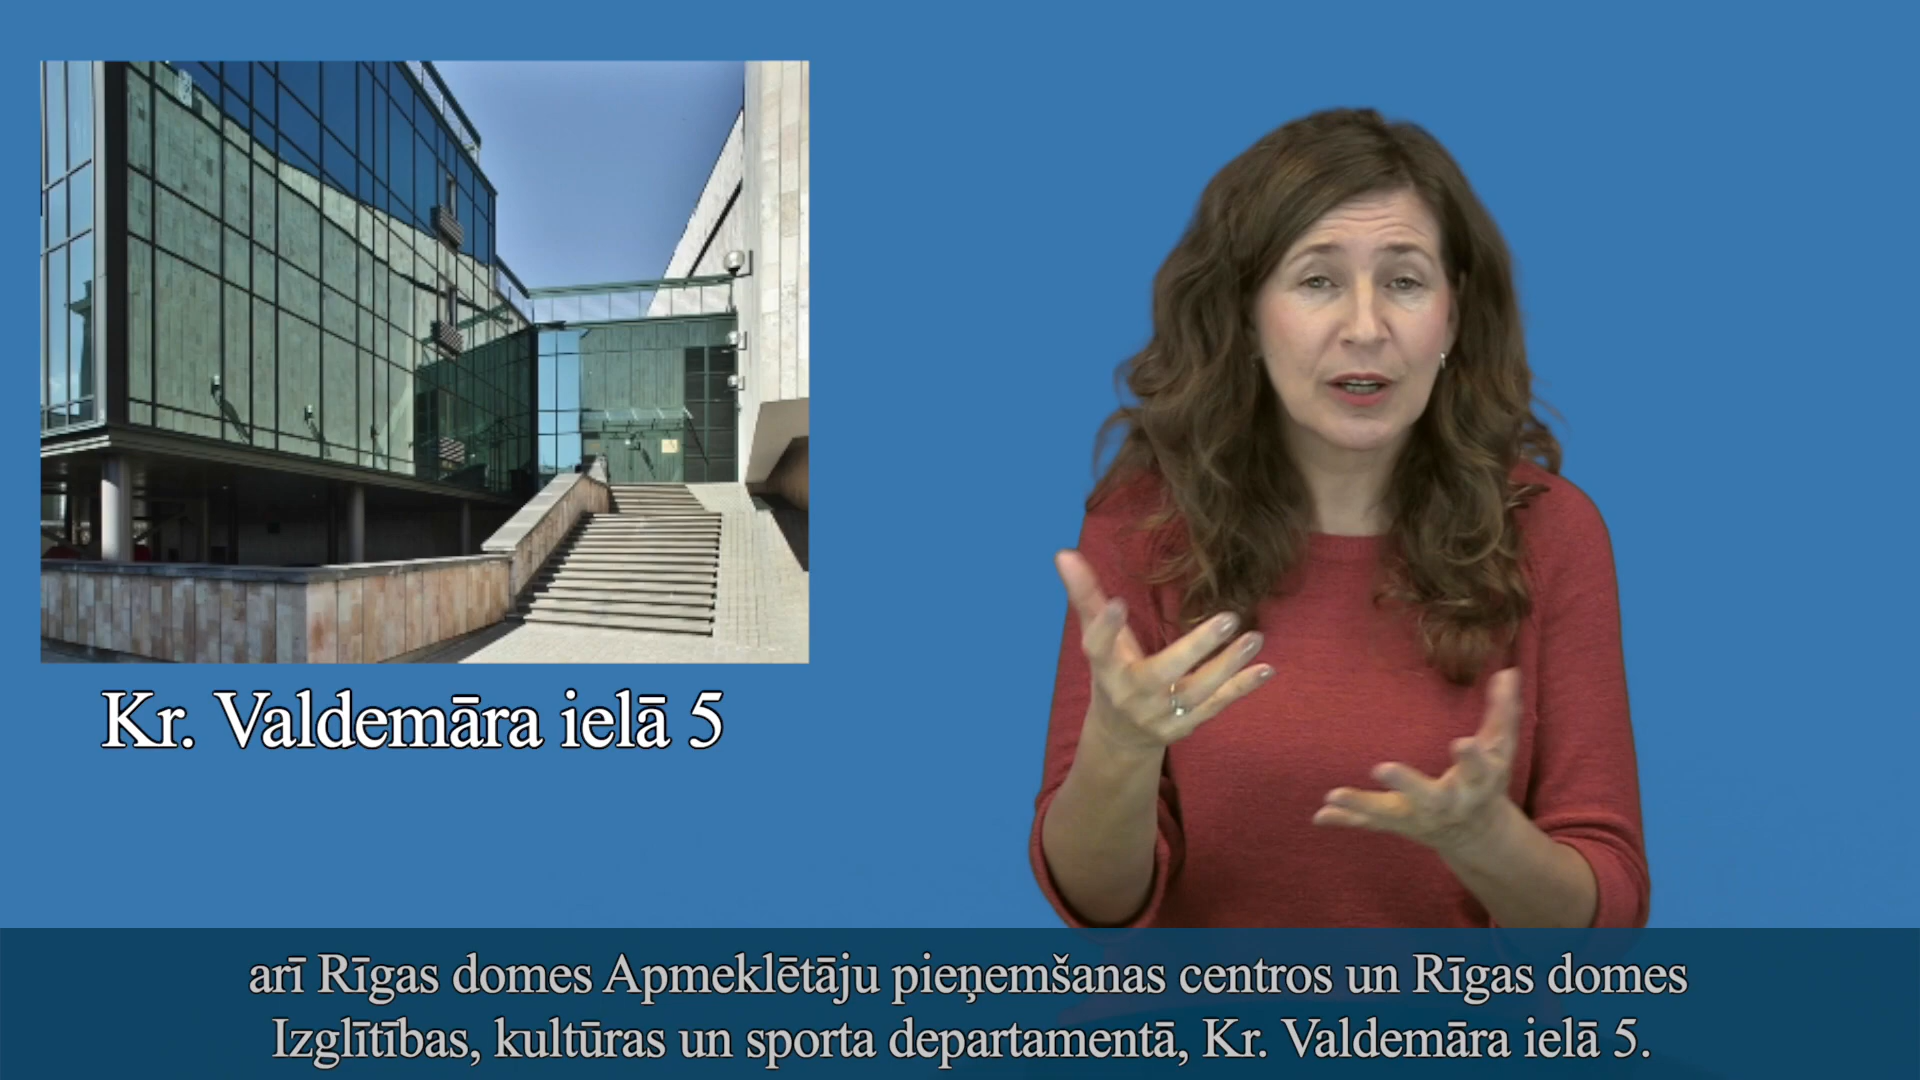 Kr. Valdemāra ielā 5
arī Rīgas domes Apmeklētāju pieņemšanas centros un Rīgas domes
Izglītības, kultūras un sporta departamentā, Kr. Valdemāra ielā 5.